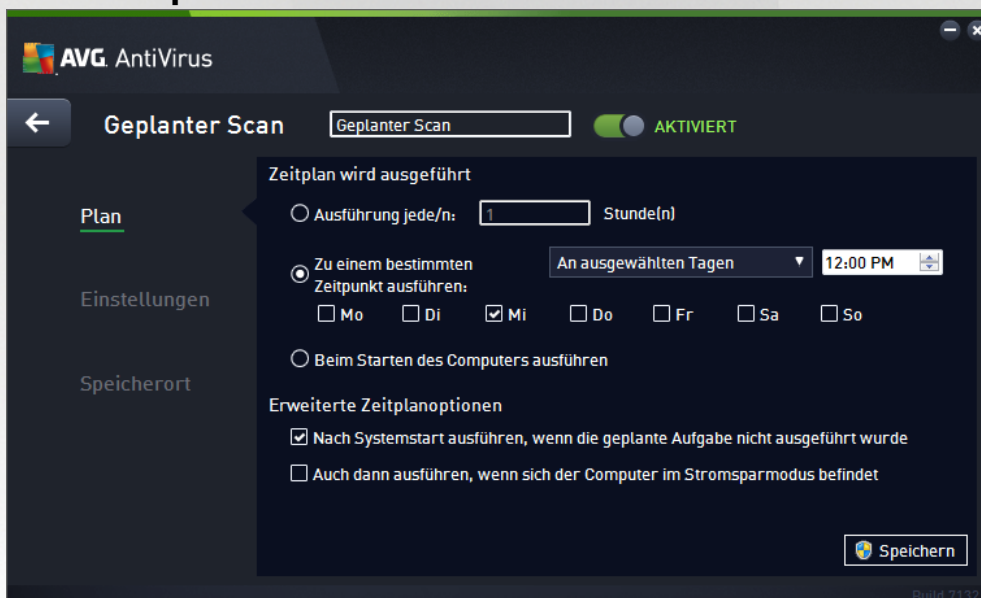 AVG. AntiVirus
Geplanter Scan
Geplanter Scan
AKTIVIERT
Plan
Einstellungen
Speicherort
Zeitplan wird ausgeführt
Ausführung jede/n: 1 Stunde(n)
Zu einem bestimmten
Zeitpunkt ausführen:
An ausgewählten Tagen
12:00 PM
Mo Di Mi Do Fr Sa So
Beim Starten des Computers ausführen
Erweiterte Zeitplanoptionen
Nach Systemstart ausführen, wenn die geplante Aufgabe nicht ausgeführt wurde
Auch dann ausführen, wenn sich der Computer im Stromsparmodus befindet
Speichern
Build 7132